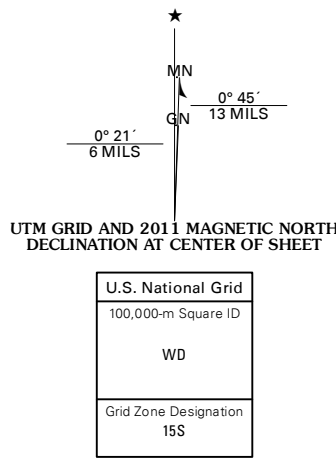 ★
MN
0° 45´
13 MILS
GN
0° 21´
6 MILS
UTM GRID AND 2011 MAGNETIC NORTH
DECLINATION AT CENTER OF SHEET
U.S. National Grid
100,000-m Square ID
WD
Grid Zone Designation
15S